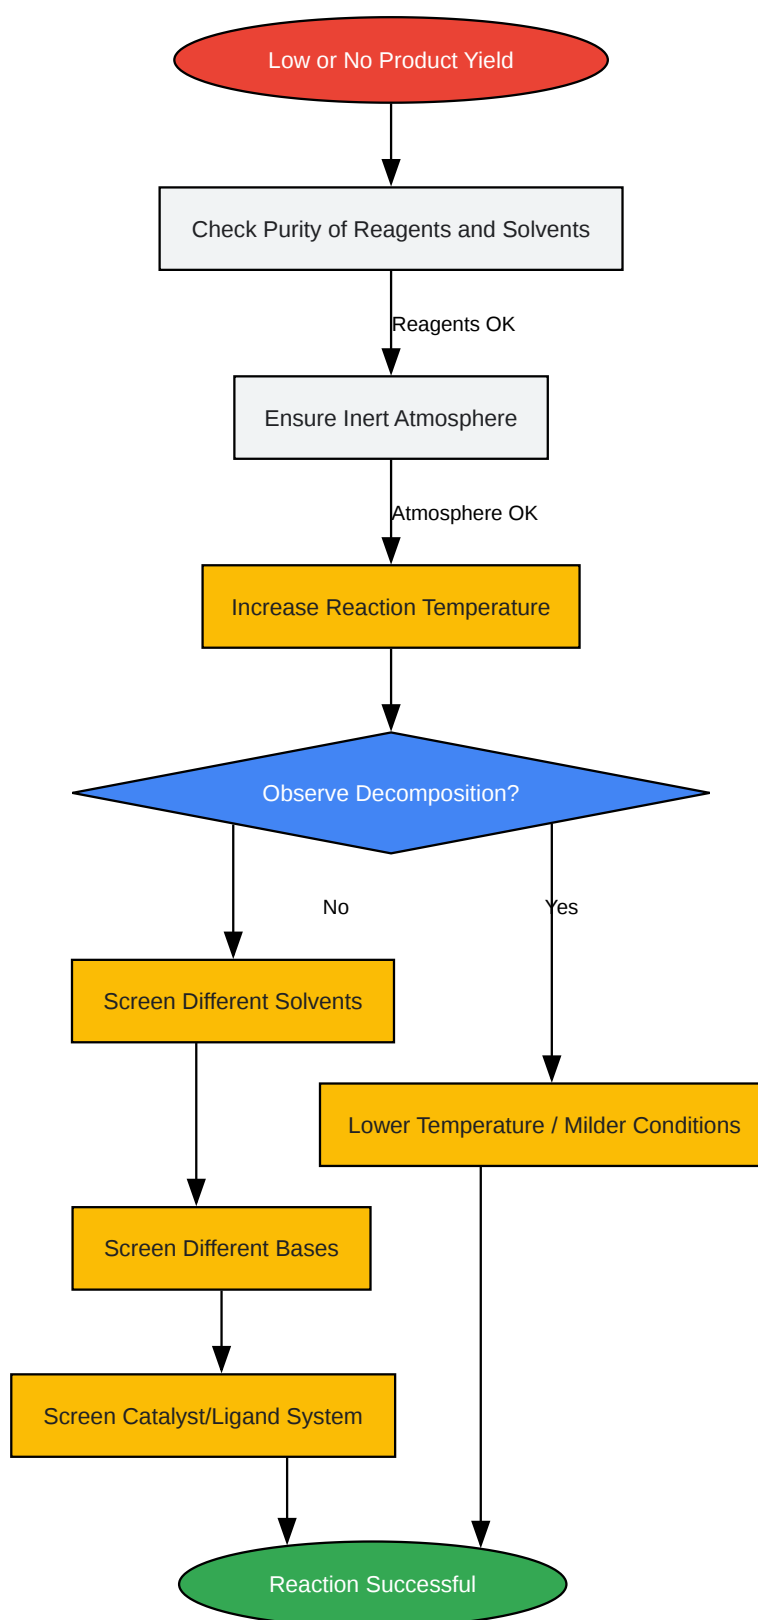 Low or No Product Yield
Check Purity of Reagents and Solvents
Reagents OK
Ensure Inert Atmosphere
Atmosphere OK
Increase Reaction Temperature
Observe Decomposition?
No
Yes
Screen Different Solvents
Lower Temperature / Milder Conditions
Screen Different Bases
Screen Catalyst/Ligand System
Reaction Successful